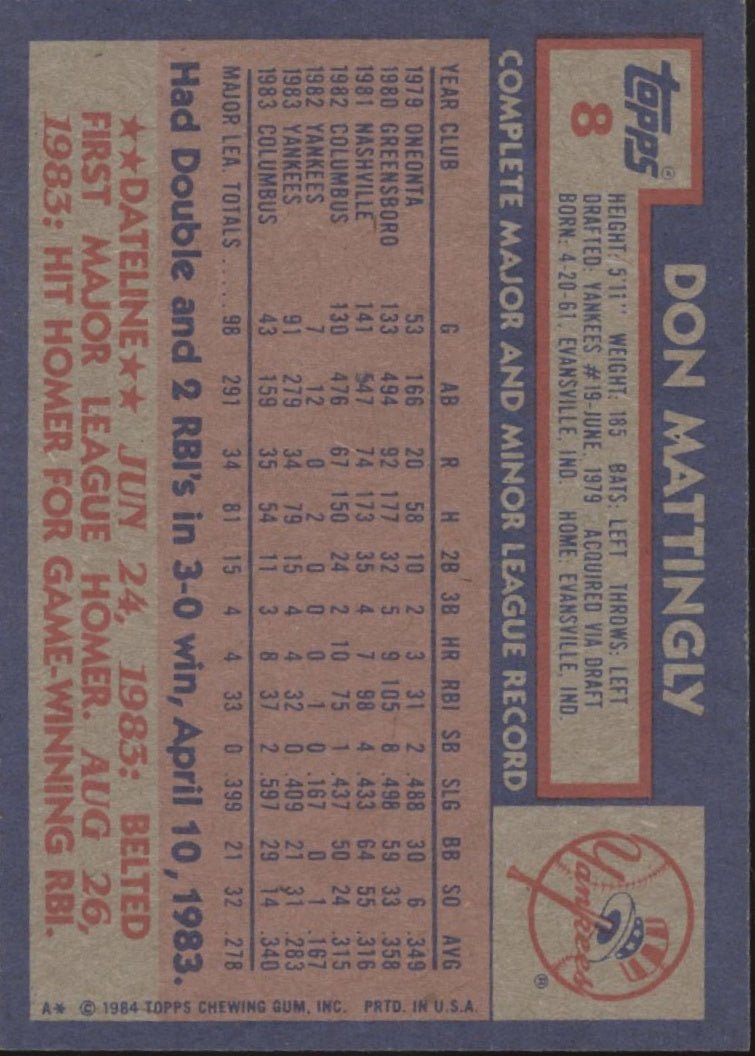 topps®
8
DON MATTINGLY
HEIGHT: 5'11" WEIGHT: 185 BATS: LEFT THROWS: LEFT
DRAFTED: YANKEES #19-JUNE, 1979 ACQUIRED VIA DRAFT
BORN: 4-20-61, EVANSVILLE, IND. HOME: EVANSVILLE, IND.
Yankees
®
COMPLETE MAJOR AND MINOR LEAGUE RECORD
YEAR CLUB G AB R H 2B 3B HR RBI SB SLG BB SO AVG
1979 ONEONTA 53 166 20 58 10 2 3 31 2 .488 30 6 .349
1980 GREENSBORO 133 494 92 177 32 5 9 105 8 .498 59 33 .358
1981 NASHVILLE 141 547 74 173 35 4 7 98 4 .433 64 55 .316
1982 COLUMBUS 130 476 67 150 24 2 10 75 1 .437 50 24 .315
1982 YANKEES 7 12 0 2 0 0 0 1 0 .167 0 1 .167
1983 YANKEES 91 279 34 79 15 4 4 32 0 .409 21 31 .283
1983 COLUMBUS 43 159 35 54 11 3 8 37 2 .597 29 14 .340
MAJOR LEA. TOTALS ..... 98 291 34 81 15 4 4 33 0 .399 21 32 .278
Had Double and 2 RBI's in 3-0 win, April 10, 1983.
★★DATELINE★★ JUN 24, 1983: BELTED
FIRST MAJOR LEAGUE HOMER. AUG 26,
1983: HIT HOMER FOR GAME-WINNING RBI.
A* © 1984 TOPPS CHEWING GUM, INC. PRTD. IN U.S.A.